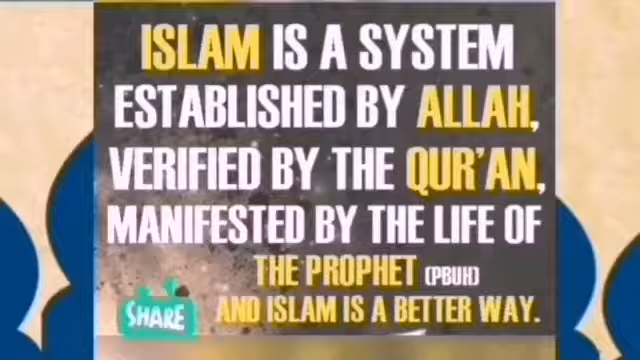 ISLAM IS A SYSTEM
ESTABLISHED BY ALLAH,
VERIFIED BY THE QUR'AN,
MANIFESTED BY THE LIFE OF
THE PROPHET (PBUH)
AND ISLAM IS A BETTER WAY.
SHARE